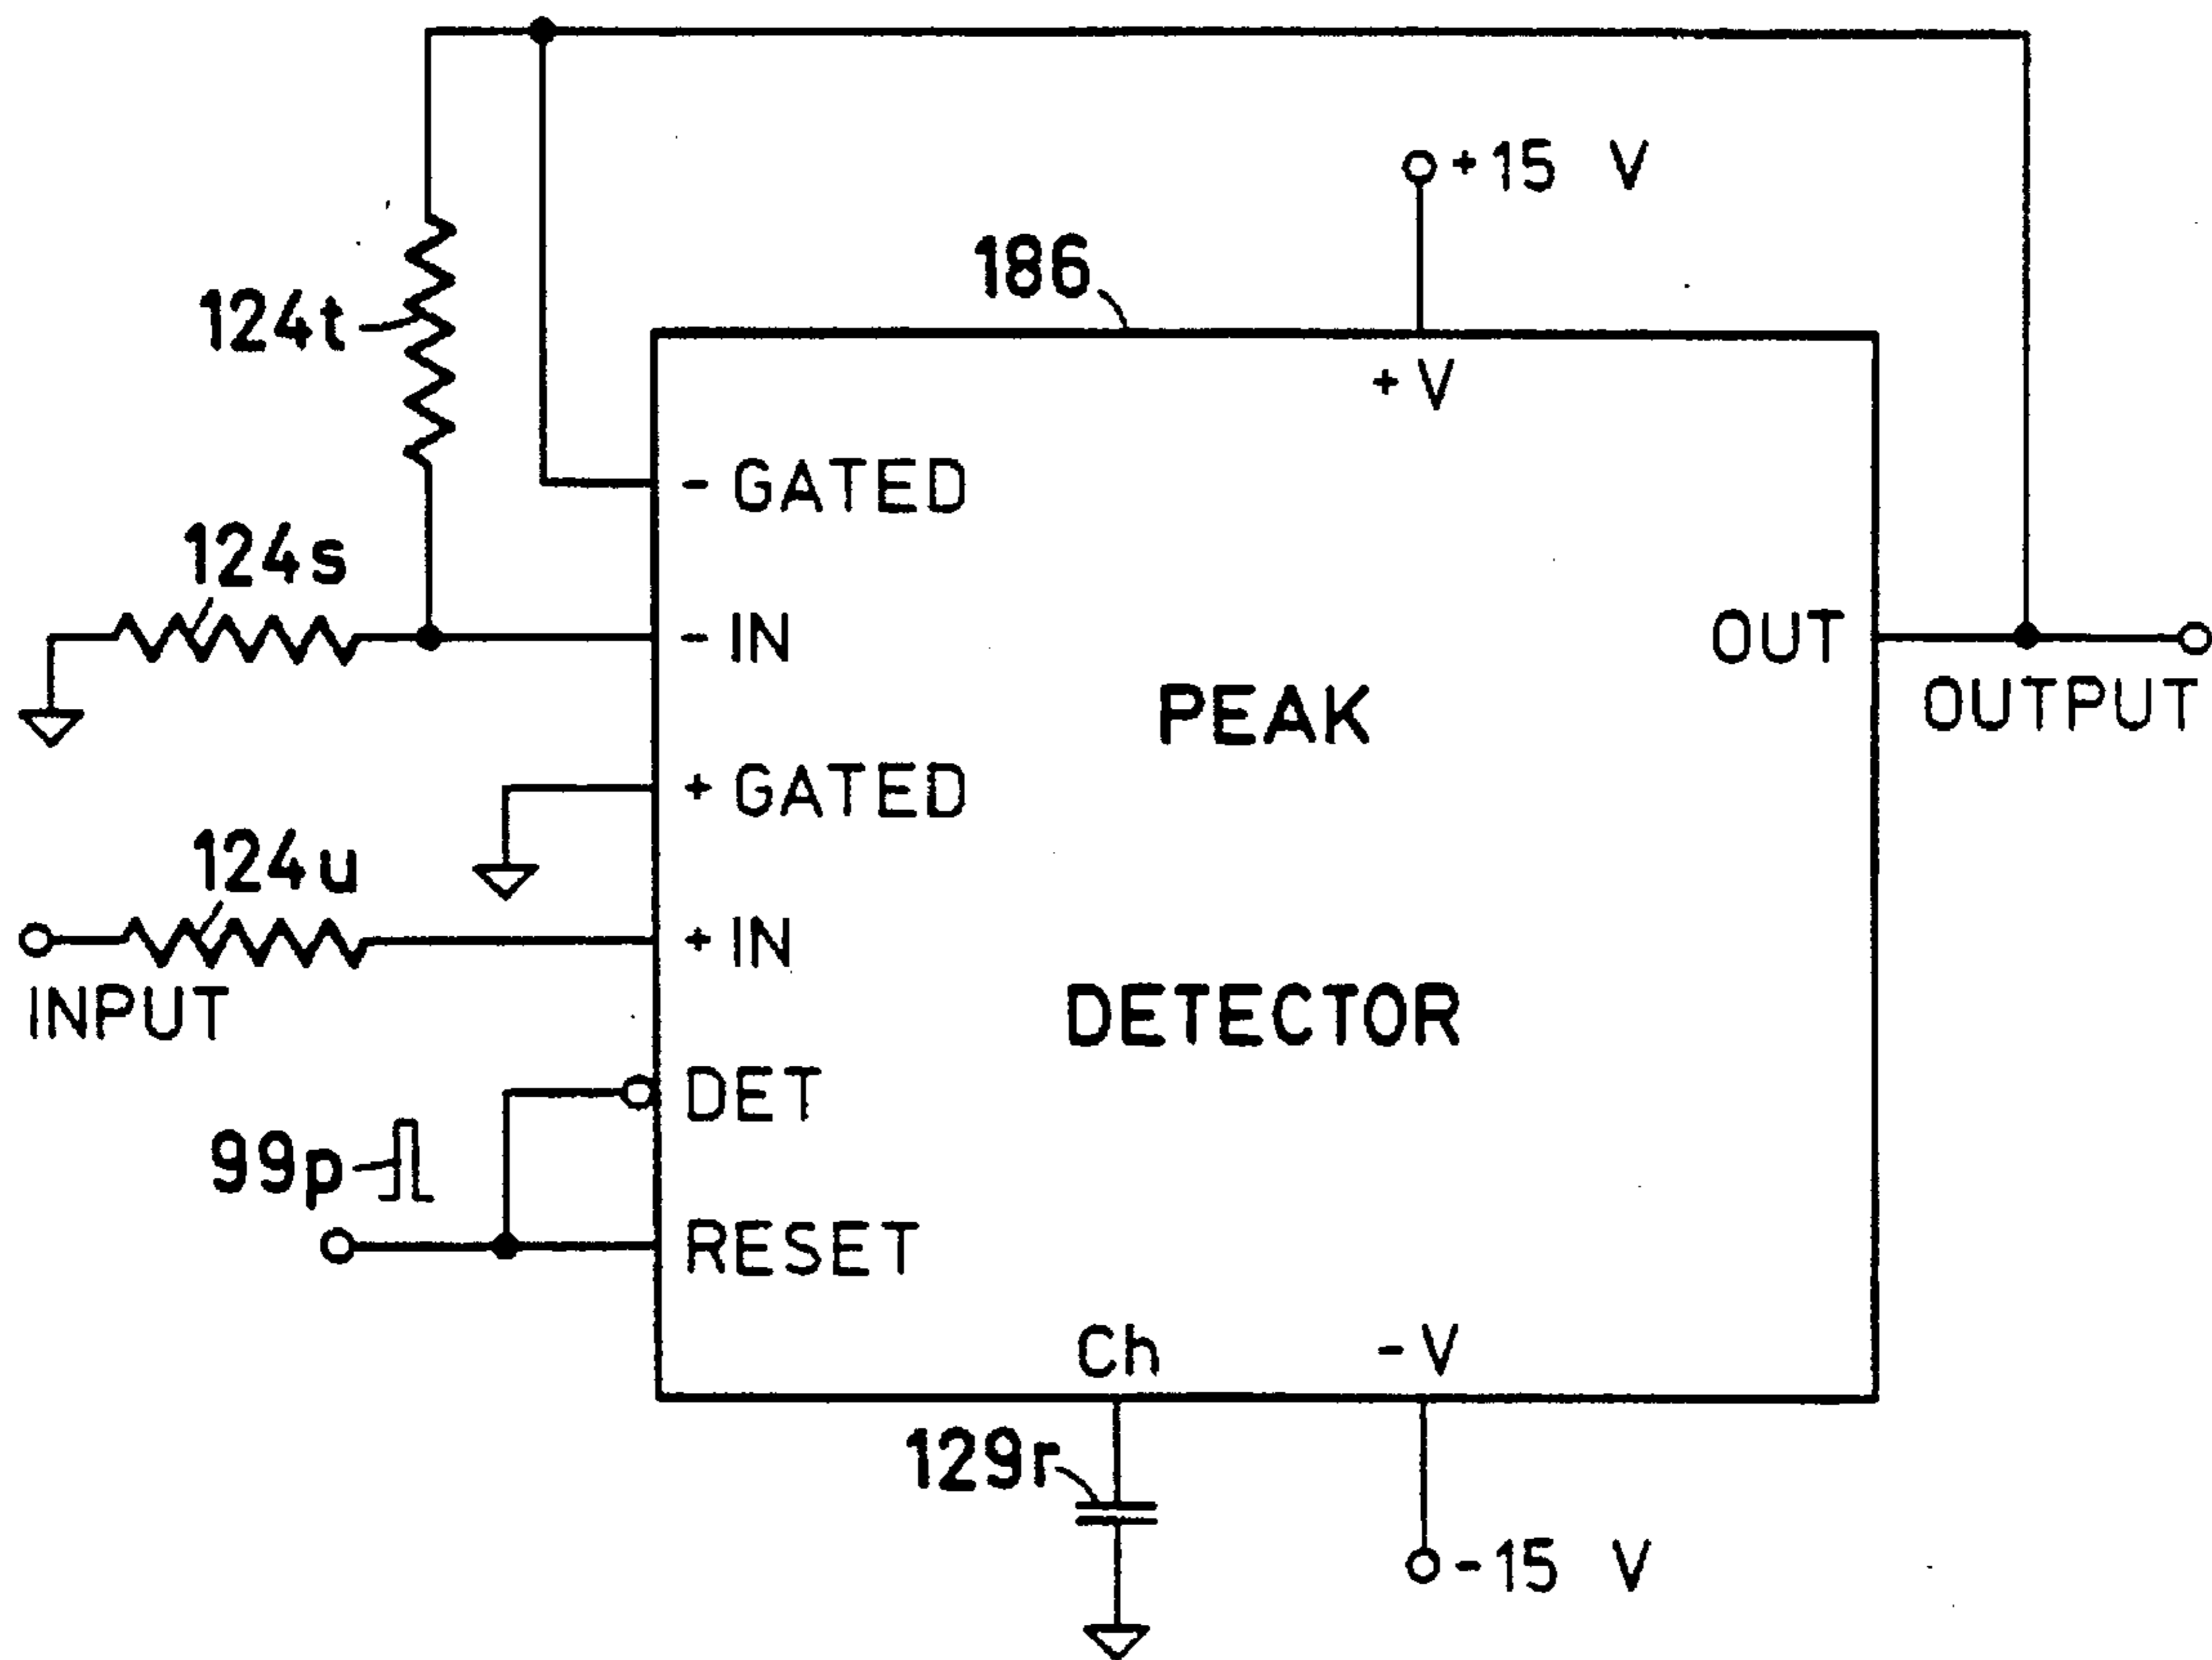 +15 V
186
124t
+V
- GATED
124s
- IN
OUT
PEAK
OUTPUT
+ GATED
124u
+ IN
INPUT
DETECTOR
DET
99p
RESET
Ch
-V
129r
-15 V